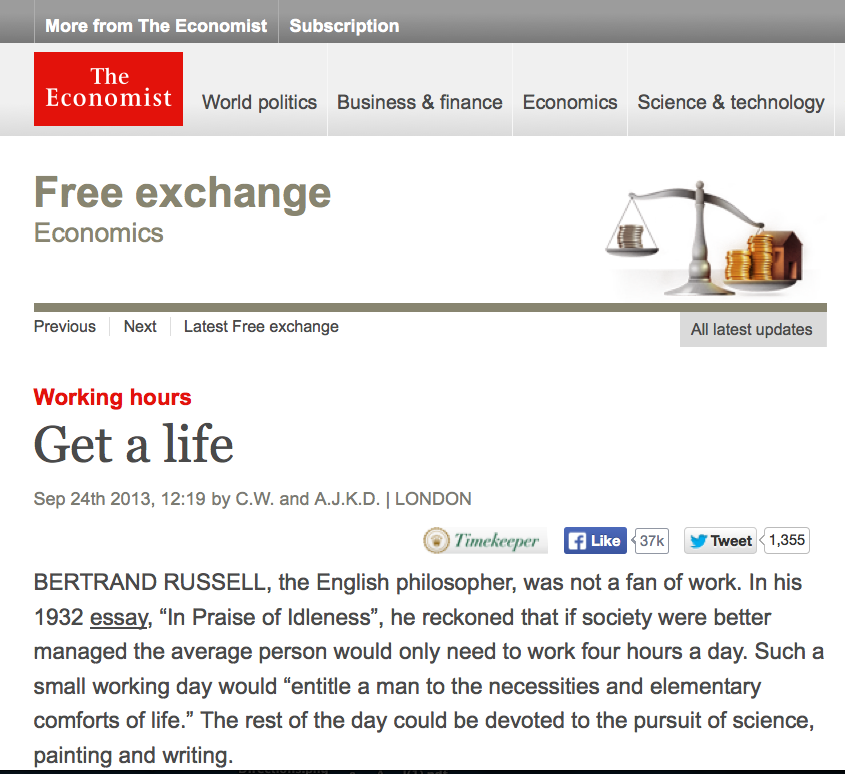 More from The Economist Subscription
The
Economist
World politics Business & finance Economics Science & technology
Free exchange
Economics
Previous Next Latest Free exchange
All latest updates
Working hours
Get a life
Sep 24th 2013, 12:19 by C.W. and A.J.K.D. | LONDON
Timekeeper Like 37k Tweet 1,355
BERTRAND RUSSELL, the English philosopher, was not a fan of work. In his
1932 essay, “In Praise of Idleness”, he reckoned that if society were better
managed the average person would only need to work four hours a day. Such a
small working day would “entitle a man to the necessities and elementary
comforts of life.” The rest of the day could be devoted to the pursuit of science,
painting and writing.